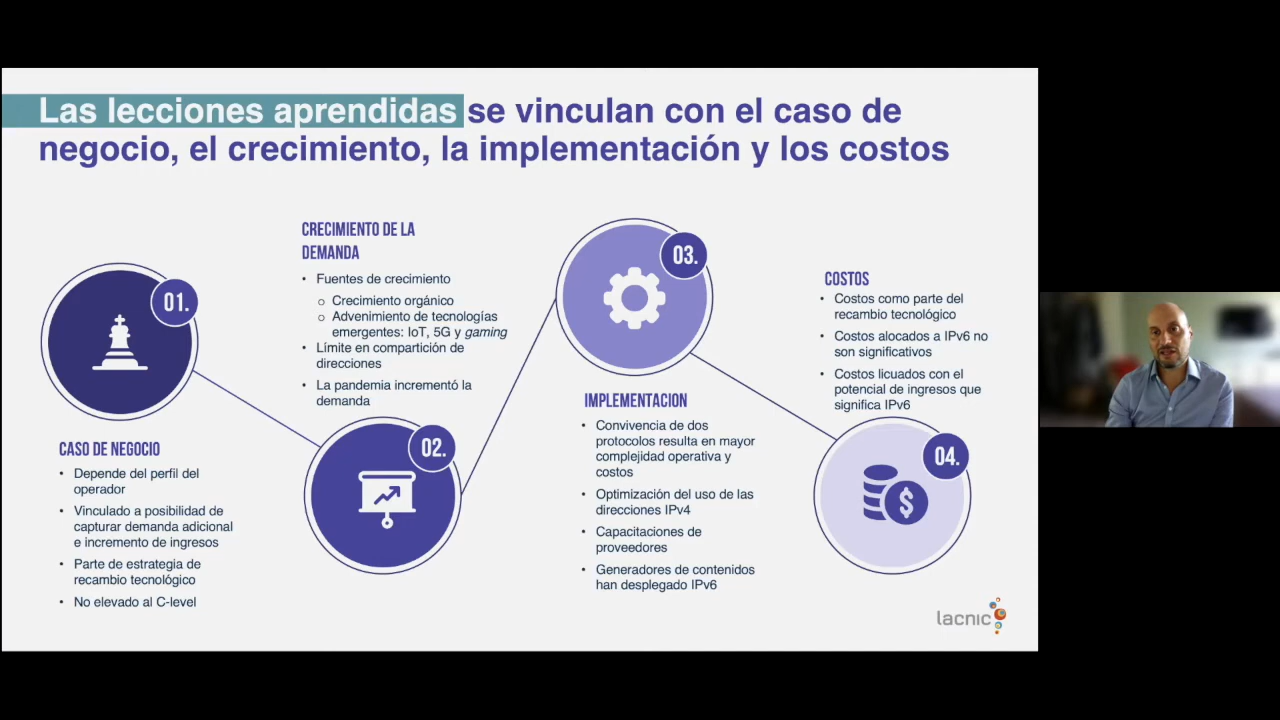 Las lecciones aprendidas se vinculan con el caso de
negocio, el crecimiento, la implementación y los costos
01.
CASO DE NEGOCIO
• Depende del perfil del
operador
• Vinculado a posibilidad de
capturar demanda adicional
e incremento de ingresos
• Parte de estrategia de
recambio tecnológico
• No elevado al C-level
CRECIMIENTO DE LA
DEMANDA
• Fuentes de crecimiento
o Crecimiento orgánico
o Advenimiento de tecnologías
emergentes: IoT, 5G y gaming
• Límite en compartición de
direcciones
• La pandemia incrementó la
demanda
02.
03.
IMPLEMENTACION
• Convivencia de dos
protocolos resulta en mayor
complejidad operativa y
costos
• Optimización del uso de las
direcciones IPv4
• Capacitaciones de
proveedores
• Generadores de contenidos
han desplegado IPv6
COSTOS
• Costos como parte del
recambio tecnológico
• Costos alocados a IPv6 no
son significativos
• Costos licuados con el
potencial de ingresos que
significa IPv6
04.
$
lacnic